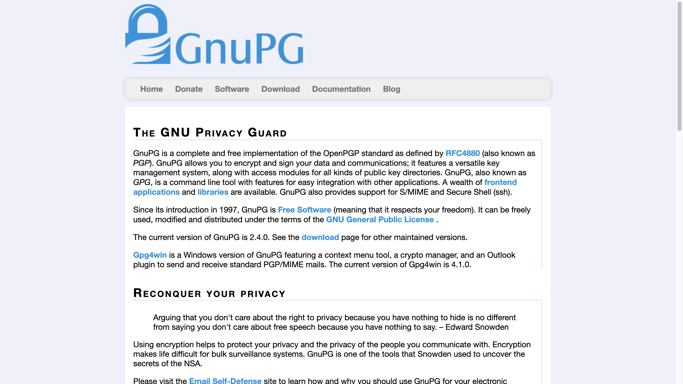 GnuPG
Home Donate Software Download Documentation Blog
The GNU Privacy Guard
GnuPG is a complete and free implementation of the OpenPGP standard as defined by RFC4880 (also known as
PGP). GnuPG allows you to encrypt and sign your data and communications; it features a versatile key
management system, along with access modules for all kinds of public key directories. GnuPG, also known as
GPG, is a command line tool with features for easy integration with other applications. A wealth of frontend
applications and libraries are available. GnuPG also provides support for S/MIME and Secure Shell (ssh).
Since its introduction in 1997, GnuPG is Free Software (meaning that it respects your freedom). It can be freely
used, modified and distributed under the terms of the GNU General Public License .
The current version of GnuPG is 2.4.0. See the download page for other maintained versions.
Gpg4win is a Windows version of GnuPG featuring a context menu tool, a crypto manager, and an Outlook
plugin to send and receive standard PGP/MIME mails. The current version of Gpg4win is 4.1.0.
Reconquer your privacy
Arguing that you don't care about the right to privacy because you have nothing to hide is no different
from saying you don't care about free speech because you have nothing to say. – Edward Snowden
Using encryption helps to protect your privacy and the privacy of the people you communicate with. Encryption
makes life difficult for bulk surveillance systems. GnuPG is one of the tools that Snowden used to uncover the
secrets of the NSA.
Please visit the Email Self-Defense site to learn how and why you should use GnuPG for your electronic